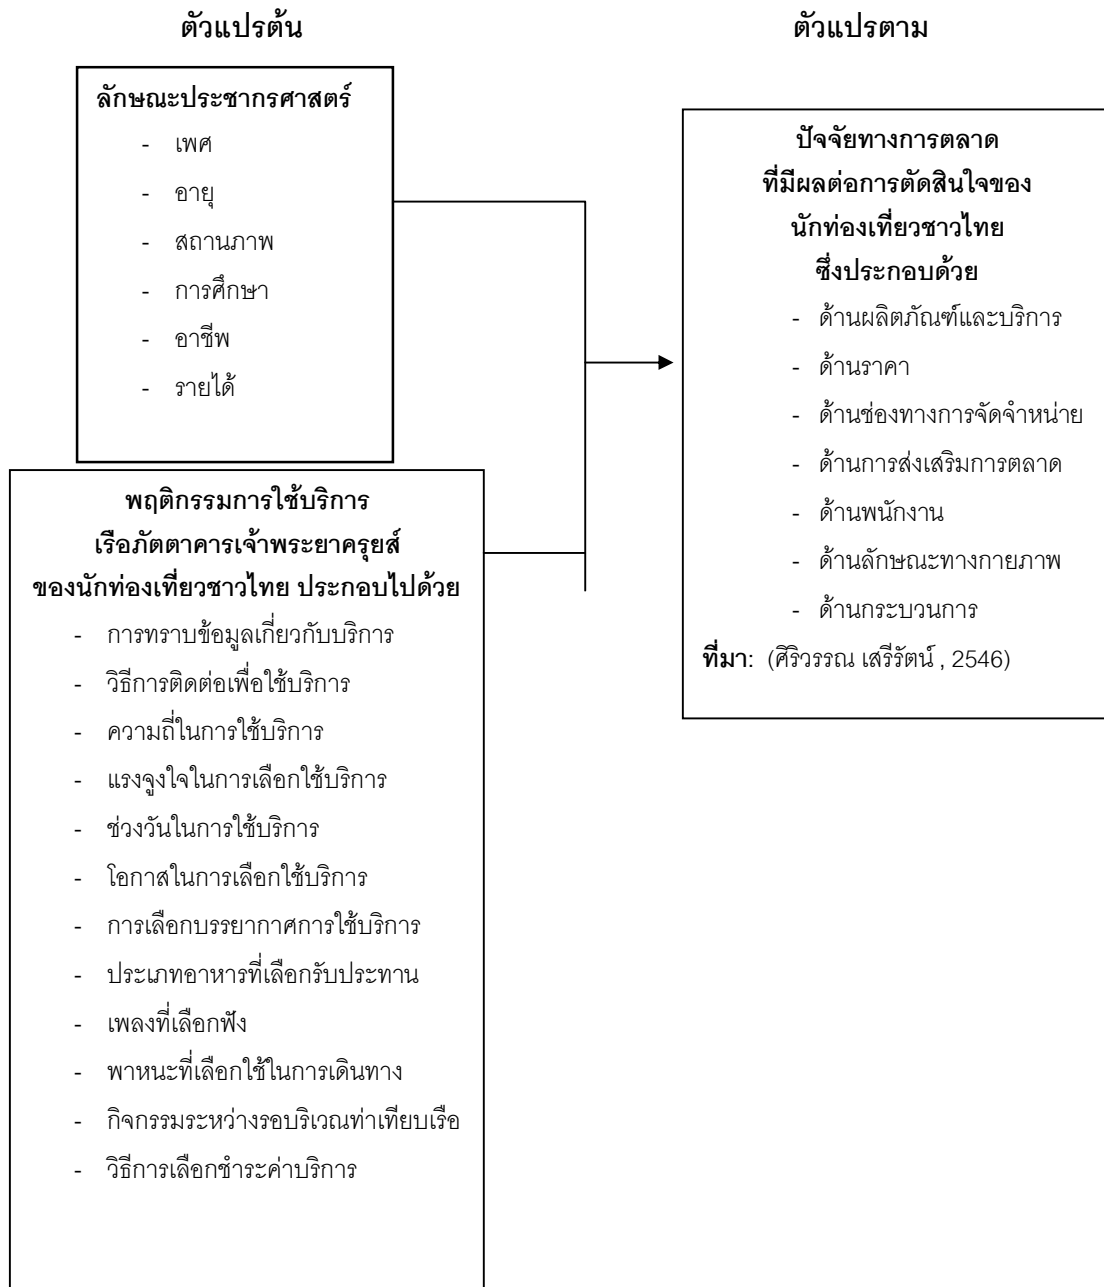 ตัวแปรต้น
ตัวแปรตาม
ลักษณะประชากรศาสตร์
- เพศ
- อายุ
- สถานภาพ
- การศึกษา
- อาชีพ
- รายได้
พฤติกรรมการใช้บริการ
เรือภัตตาคารเจ้าพระยาครุยส์
ของนักท่องเที่ยวชาวไทย ประกอบไปด้วย
- การทราบข้อมูลเกี่ยวกับบริการ
- วิธีการติดต่อเพื่อใช้บริการ
- ความถี่ในการใช้บริการ
- แรงจูงใจในการเลือกใช้บริการ
- ช่วงวันในการใช้บริการ
- โอกาสในการเลือกใช้บริการ
- การเลือกบรรยากาศการใช้บริการ
- ประเภทอาหารที่เลือกรับประทาน
- เพลงที่เลือกฟัง
- พาหนะที่เลือกใช้ในการเดินทาง
- กิจกรรมระหว่างรอบริเวณท่าเทียบเรือ
- วิธีการเลือกชำระค่าบริการ
ปัจจัยทางการตลาด
ที่มีผลต่อการตัดสินใจของ
นักท่องเที่ยวชาวไทย
ซึ่งประกอบด้วย
- ด้านผลิตภัณฑ์และบริการ
- ด้านราคา
- ด้านช่องทางการจัดจำหน่าย
- ด้านการส่งเสริมการตลาด
- ด้านพนักงาน
- ด้านลักษณะทางกายภาพ
- ด้านกระบวนการ
ที่มา: (ศิริวรรณ เสรีรัตน์ , 2546)